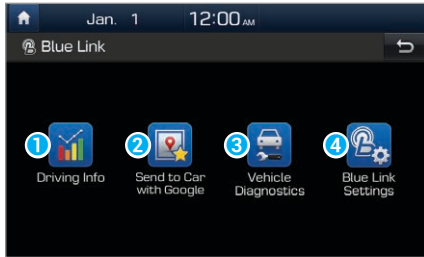 Jan. 1 12:00 AM
Blue Link
1 2 3 4
Driving Info Send to Car Vehicle Blue Link
with Google Diagnostics Settings